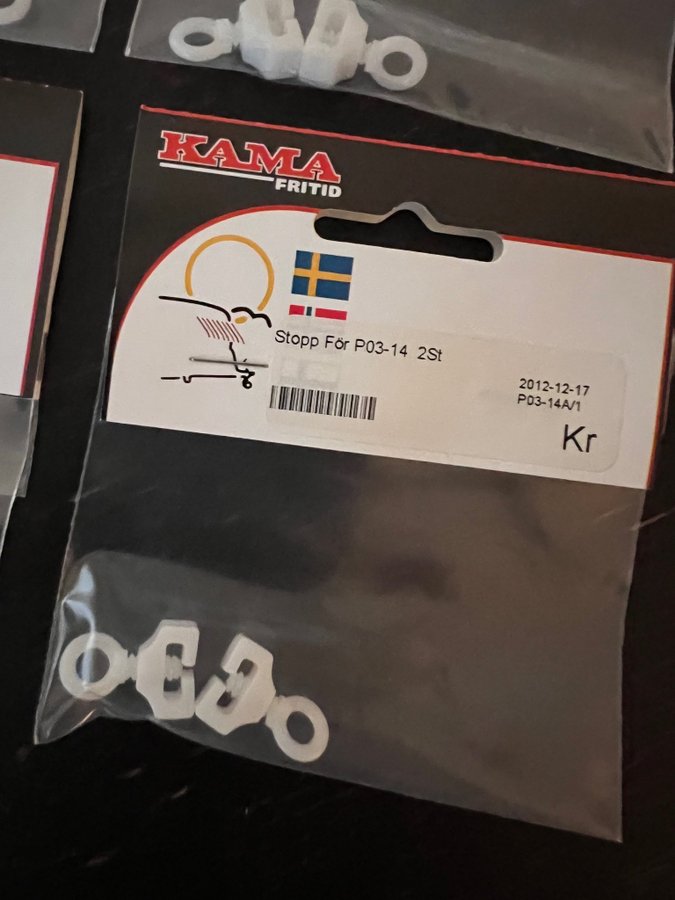 KAMA
FRITID
Stopp För P03-14 2St
2012-12-17
P03-14A/1
Kr